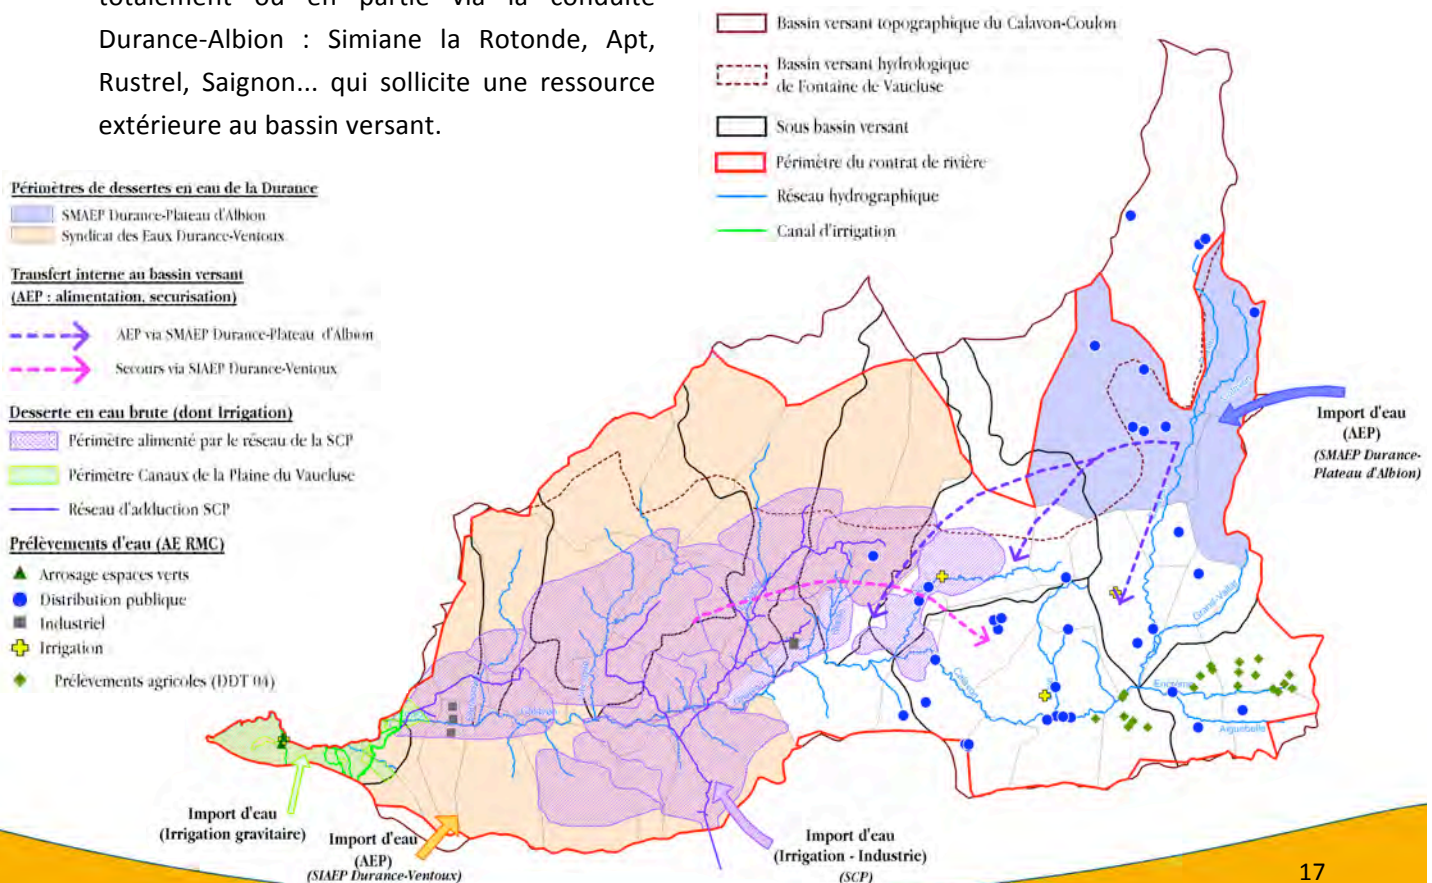 totalement ou en partie via la conduite
Durance-Albion : Simiane la Rotonde, Apt,
Rustrel, Saignon... qui sollicite une ressource
extérieure au bassin versant.
Bassin versant topographique du Calavon-Coulon
Bassin versant hydrologique
de Fontaine de Vaucluse
Sous bassin versant
Périmètre du contrat de rivière
Réseau hydrographique
Canal d'irrigation
Périmètres de dessertes en eau de la Durance
SMAEP Durance-Plateau d'Albion
Syndicat des Eaux Durance-Ventoux
Transfert interne au bassin versant
(AEP : alimentation, securisation)
AEP via SMAEP Durance-Plateau d'Albion
Secours via SIAEP Durance-Ventoux
Desserte en eau brute (dont Irrigation)
Périmètre alimenté par le réseau de la SCP
Périmètre Canaux de la Plaine du Vaucluse
Réseau d'adduction SCP
Prélèvements d'eau (AE RMC)
Arrosage espaces verts
Distribution publique
Industriel
Irrigation
Prélèvements agricoles (DDT 04)
Import d'eau
(AEP)
(SMAEP Durance-
Plateau d'Albion)
Grand-Vallat
Calavon
Encrème
Aiguebelle
Import d'eau
(Irrigation gravitaire)
Import d'eau
(AEP)
(SIAEP Durance-Ventoux)
Import d'eau
(Irrigation - Industrie)
(SCP)
17